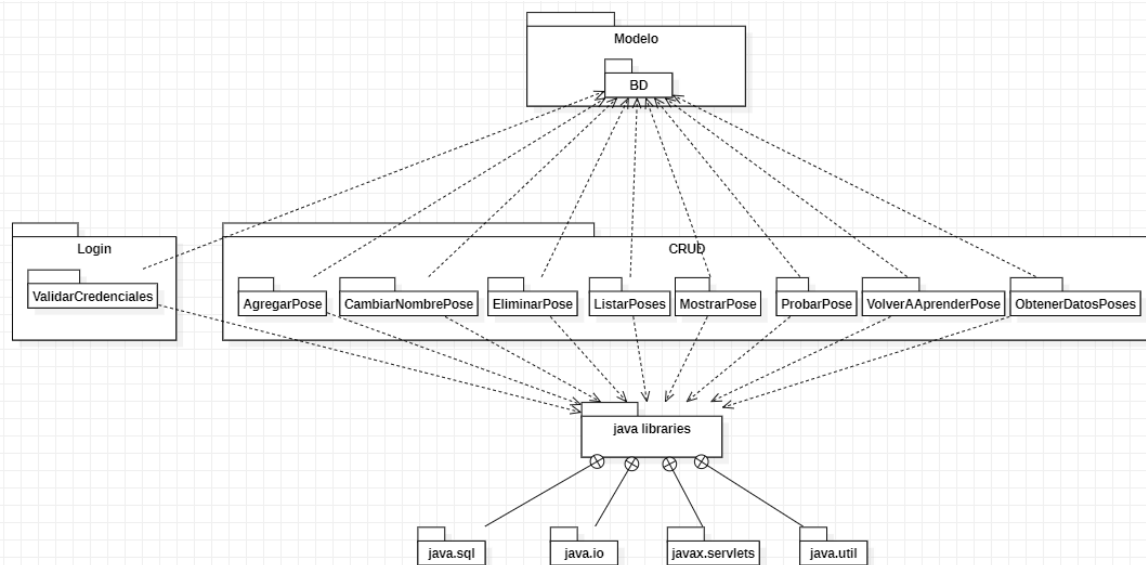 Modelo
BD
Login
CRUD
ValidarCredenciales
AgregarPose
CambiarNombrePose
EliminarPose
ListarPoses
MostrarPose
ProbarPose
VolverAAprenderPose
ObtenerDatosPoses
java libraries
java.sql
java.io
javax.servlets
java.util